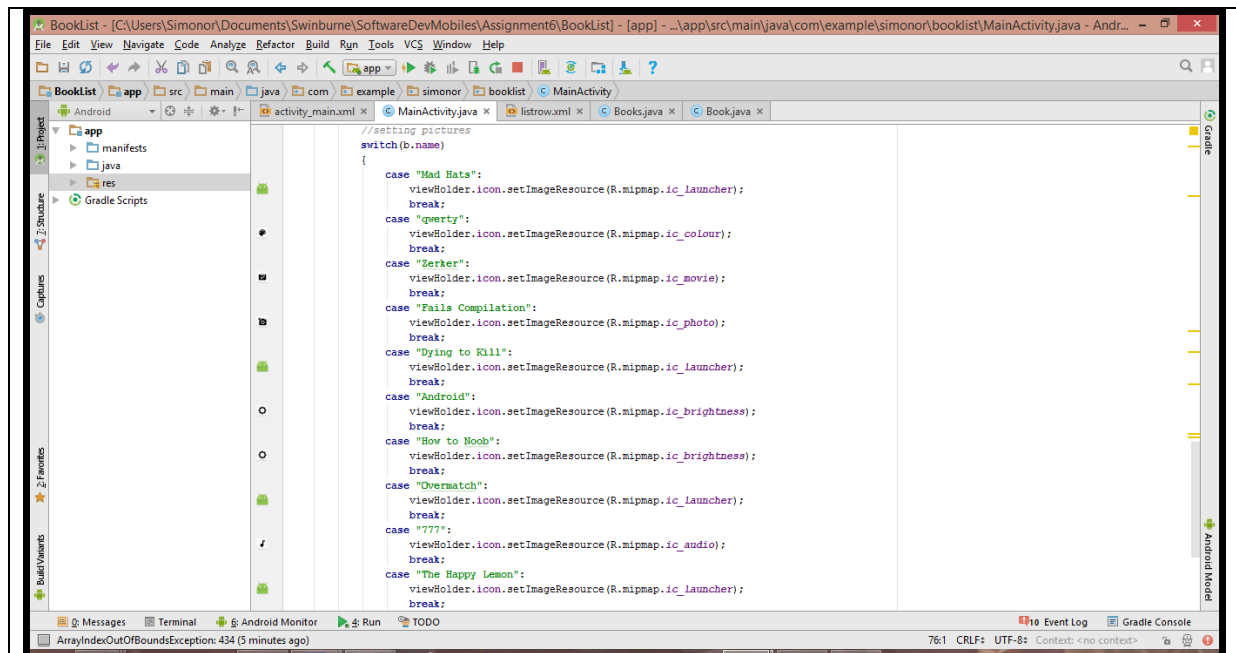 BookList - [C:\Users\Simonor\Documents\Swinburne\SoftwareDevMobiles\Assignment6\BookList] - [app] - ...\app\src\main\java\com\example\simonor\booklist\MainActivity.java - Andr...
File Edit View Navigate Code Analyze Refactor Build Run Tools VCS Window Help
app
BookList app src main java com example simonor booklist MainActivity
Android
activity_main.xml MainActivity.java listrow.xml Books.java Book.java
1: Project
7: Structure
Captures
2: Favorites
Build Variants
app
manifests
java
res
Gradle Scripts
//setting pictures
switch(b.name)
{
case "Mad Hats":
viewHolder.icon.setImageResource(R.mipmap.ic_launcher);
break;
case "qwerty":
viewHolder.icon.setImageResource(R.mipmap.ic_colour);
break;
case "Zerker":
viewHolder.icon.setImageResource(R.mipmap.ic_movie);
break;
case "Fails Compilation":
viewHolder.icon.setImageResource(R.mipmap.ic_photo);
break;
case "Dying to Kill":
viewHolder.icon.setImageResource(R.mipmap.ic_launcher);
break;
case "Android":
viewHolder.icon.setImageResource(R.mipmap.ic_brightness);
break;
case "How to Noob":
viewHolder.icon.setImageResource(R.mipmap.ic_brightness);
break;
case "Overmatch":
viewHolder.icon.setImageResource(R.mipmap.ic_launcher);
break;
case "777":
viewHolder.icon.setImageResource(R.mipmap.ic_audio);
break;
case "The Happy Lemon":
viewHolder.icon.setImageResource(R.mipmap.ic_launcher);
break;
Gradle
Android Model
0: Messages Terminal 6: Android Monitor 4: Run TODO 10 Event Log Gradle Console
ArrayIndexOutOfBoundsException: 434 (5 minutes ago) 76:1 CRLF UTF-8 Context: <no context>